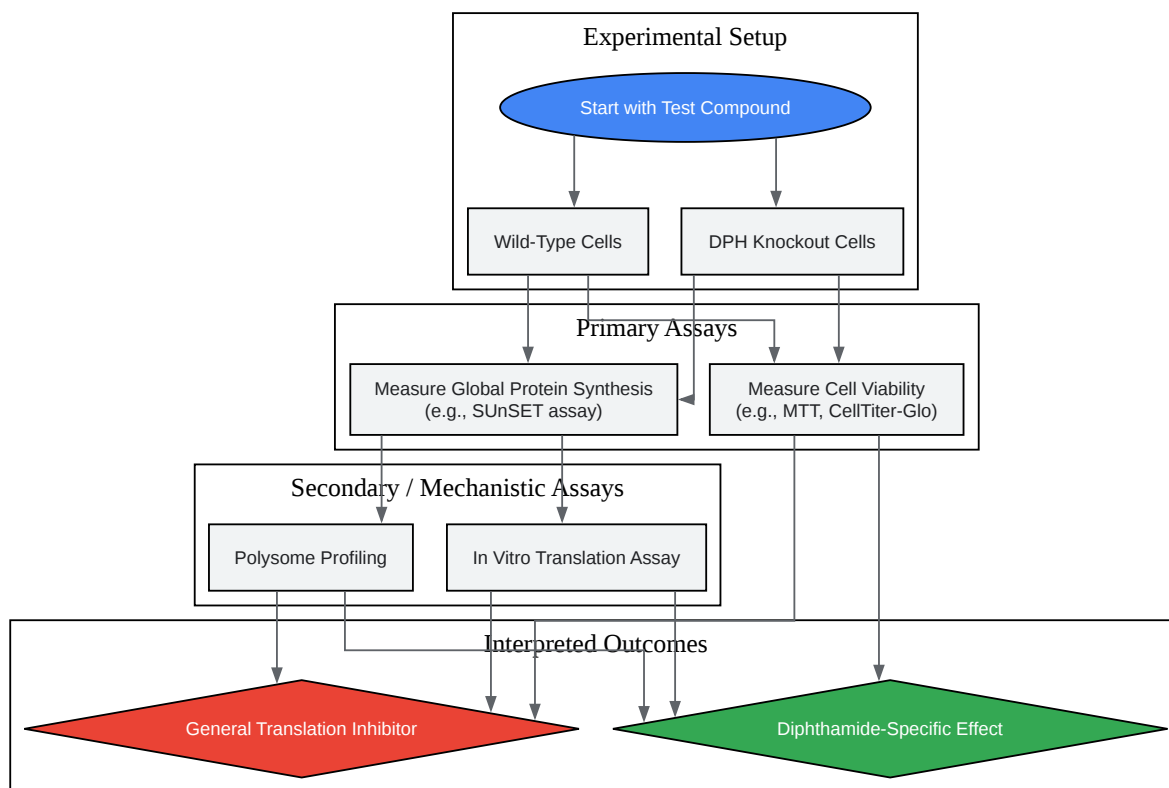 Experimental Setup
Start with Test Compound
Wild-Type Cells
DPH Knockout Cells
Primary Assays
Measure Global Protein Synthesis
(e.g., SUnSET assay)
Measure Cell Viability
(e.g., MTT, CellTiter-Glo)
Secondary / Mechanistic Assays
Polysome Profiling
In Vitro Translation Assay
Interpreted Outcomes
General Translation Inhibitor
Diphthamide-Specific Effect